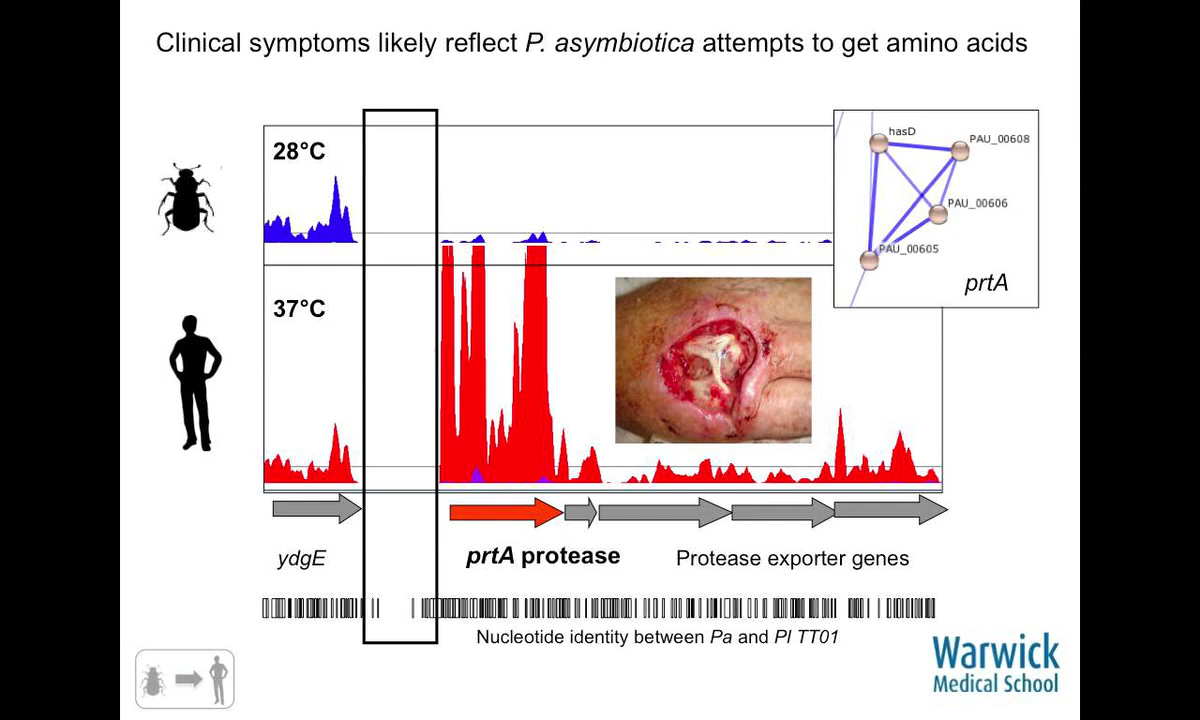 Clinical symptoms likely reflect P. asymbiotica attempts to get amino acids
28°C
37°C
hasD
PAU_00608
PAU_00606
PAU_00605
prtA
ydgE
prtA protease
Protease exporter genes
Nucleotide identity between Pa and Pl TT01
Warwick
Medical School